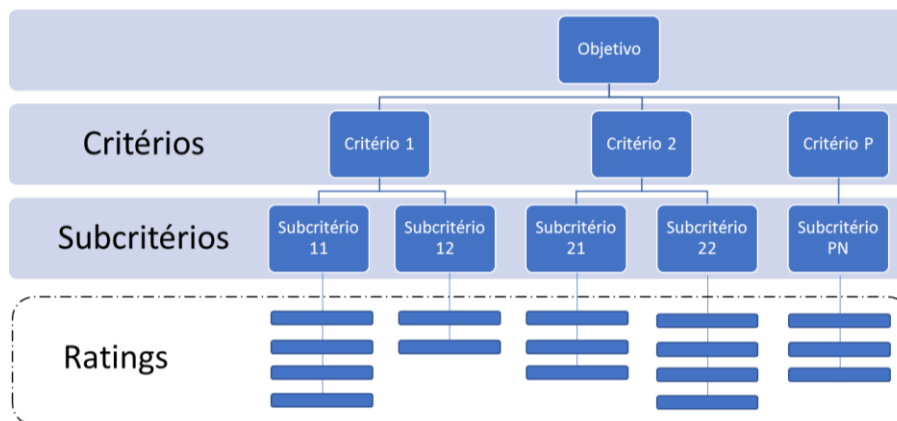 Objetivo
Critérios
Critério 1
Critério 2
Critério P
Subcritérios
Subcritério
11
Subcritério
12
Subcritério
21
Subcritério
22
Subcritério
PN
Ratings